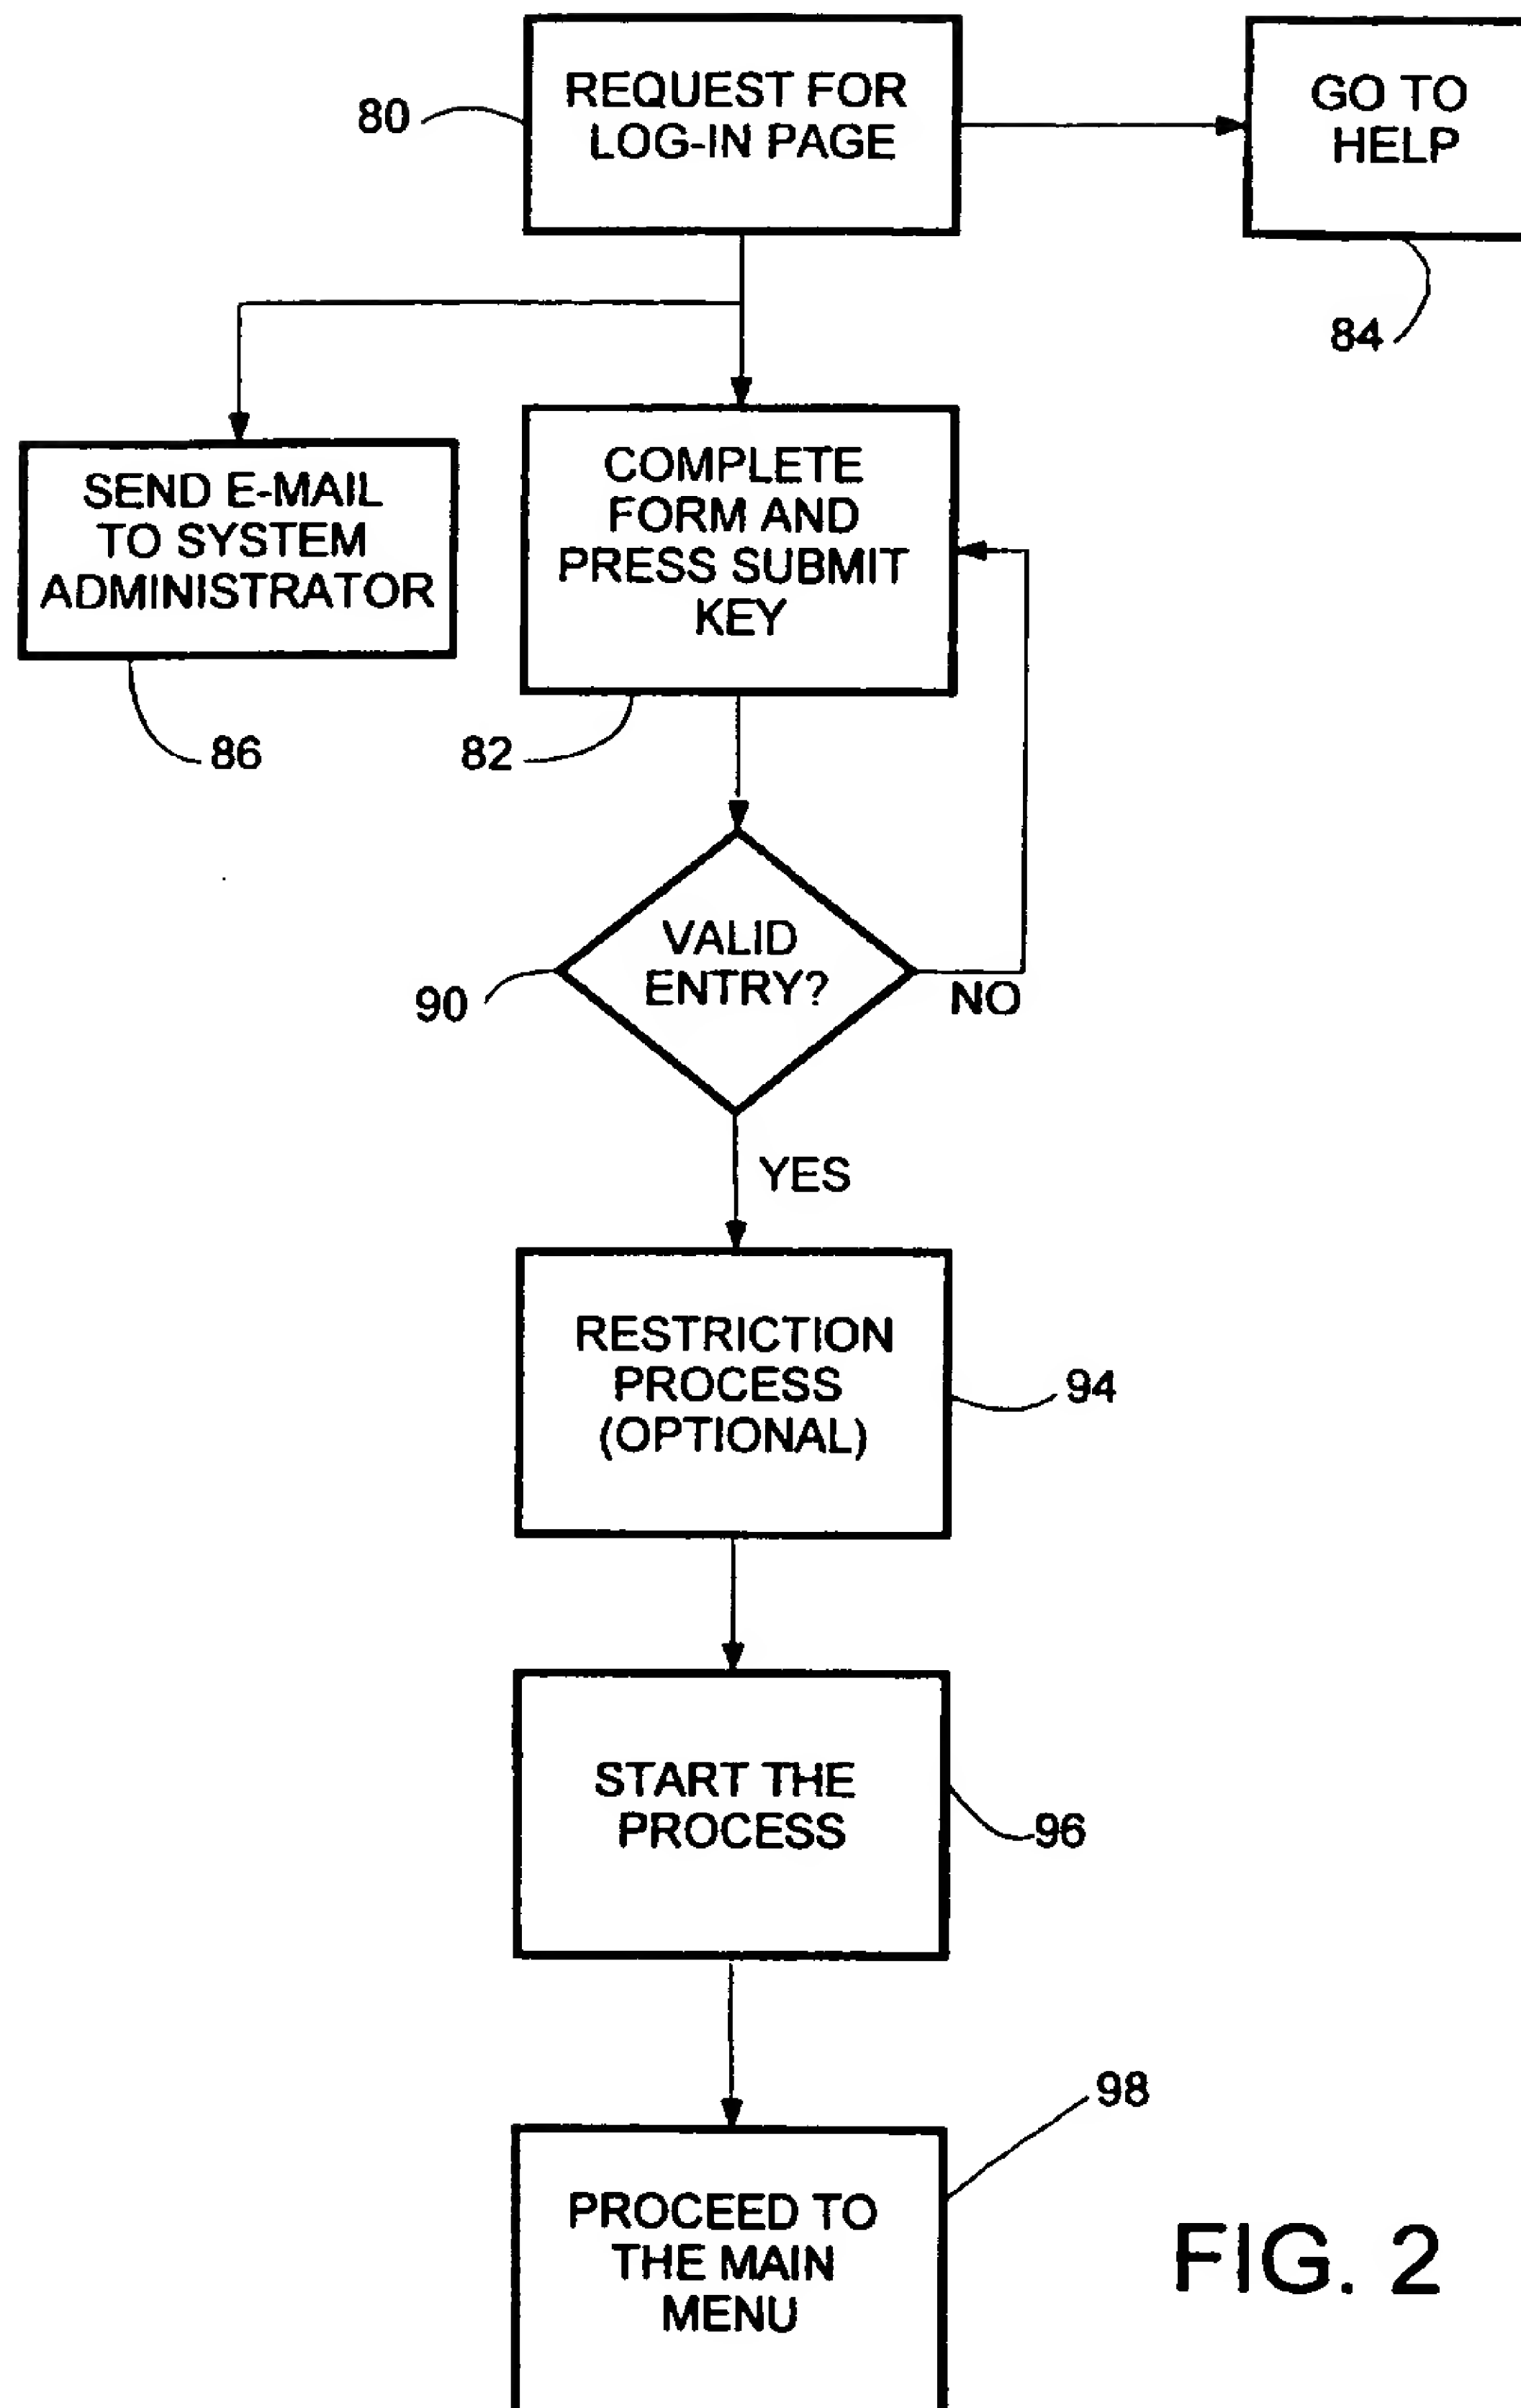 REQUEST FOR
LOG-IN PAGE
80
GO TO
HELP
84
SEND E-MAIL
TO SYSTEM
ADMINISTRATOR
86
COMPLETE
FORM AND
PRESS SUBMIT
KEY
82
VALID
ENTRY?
90
NO
YES
RESTRICTION
PROCESS
(OPTIONAL)
94
START THE
PROCESS
96
98
PROCEED TO
THE MAIN
MENU
FIG. 2